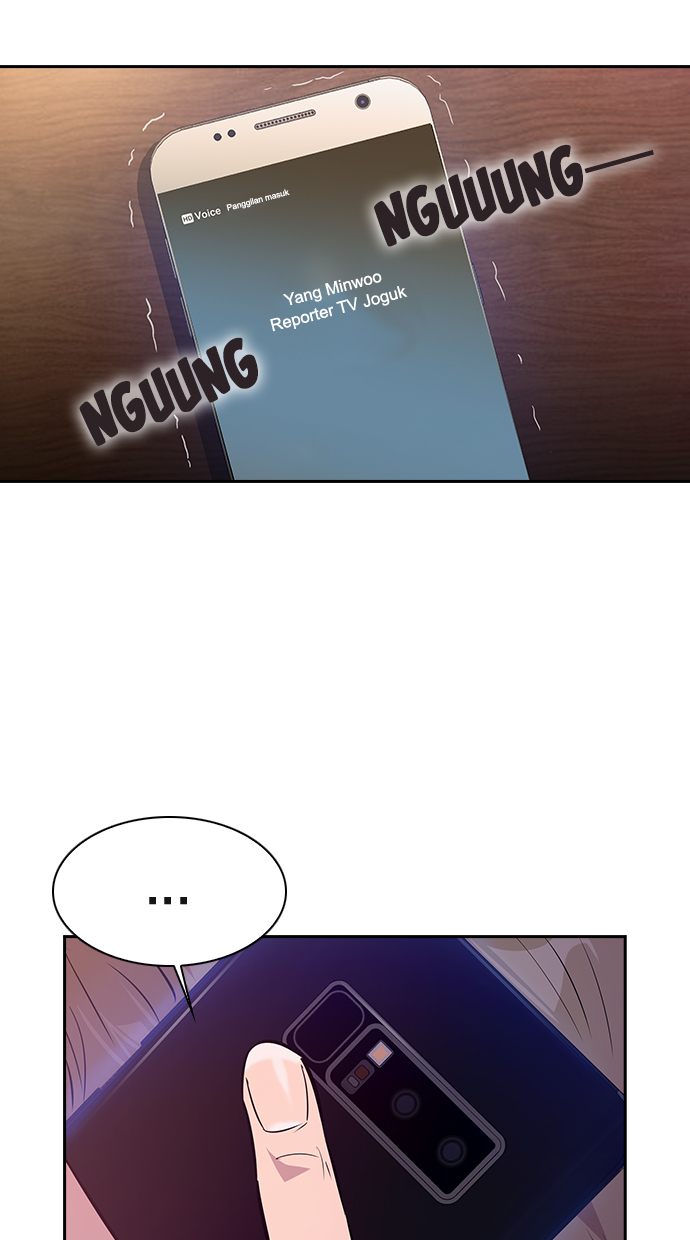 HD Voice Panggilan masuk
NGUUUNG
Yang Minwoo
Reporter TV Joguk
NGUUNG
...